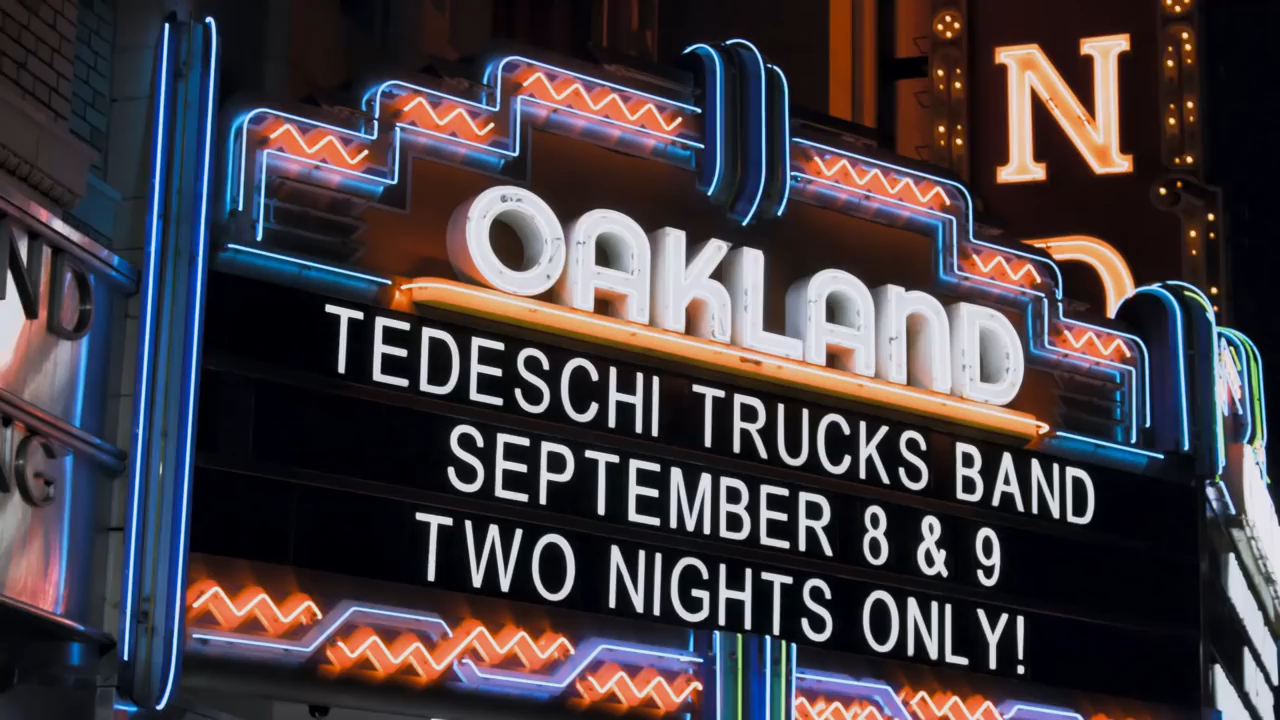 OAKLAND
TEDESCHI TRUCKS BAND
SEPTEMBER 8 & 9
TWO NIGHTS ONLY!
N